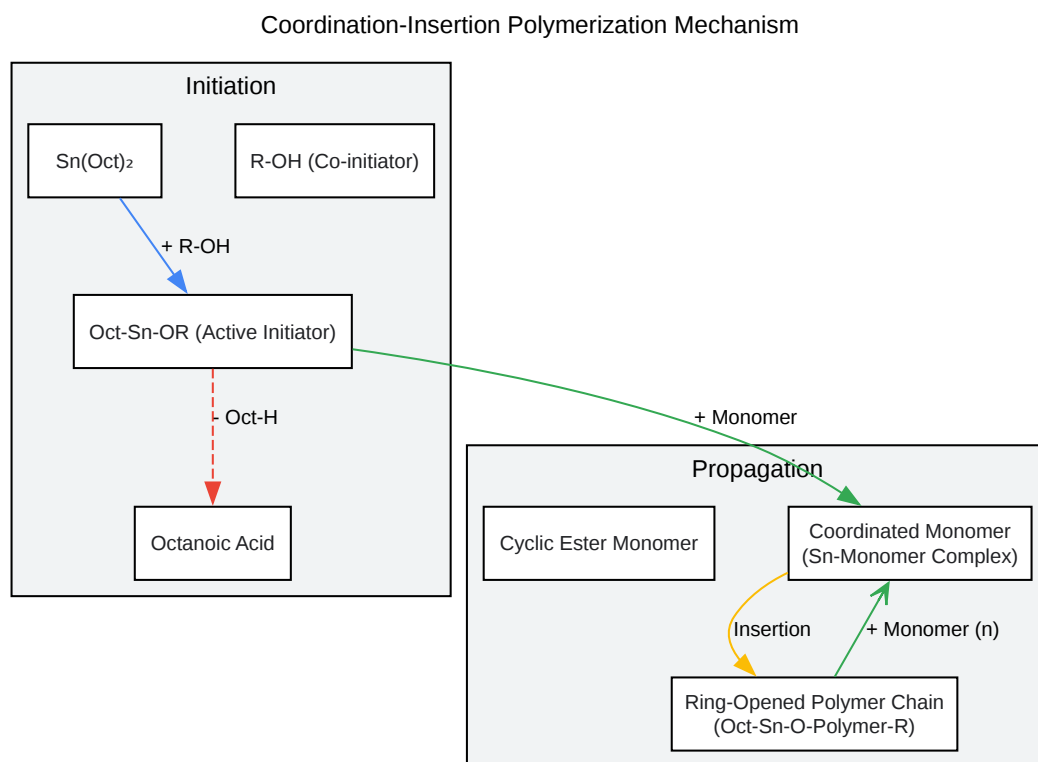 Coordination-Insertion Polymerization Mechanism
Initiation
Sn(Oct)₂
R-OH (Co-initiator)
+ R-OH
Oct-Sn-OR (Active Initiator)
- Oct-H
+ Monomer
Octanoic Acid
Propagation
Cyclic Ester Monomer
Coordinated Monomer
(Sn-Monomer Complex)
Insertion
+ Monomer (n)
Ring-Opened Polymer Chain
(Oct-Sn-O-Polymer-R)